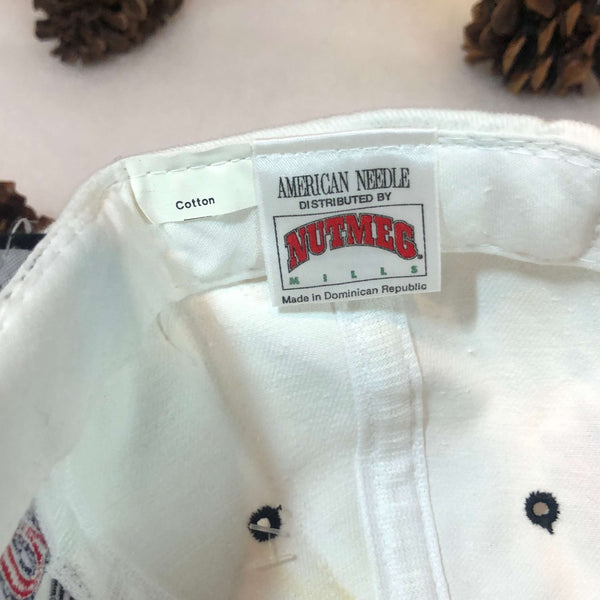 Cotton
AMERICAN NEEDLE
DISTRIBUTED BY
NUTMEG
MILLS
Made in Dominican Republic